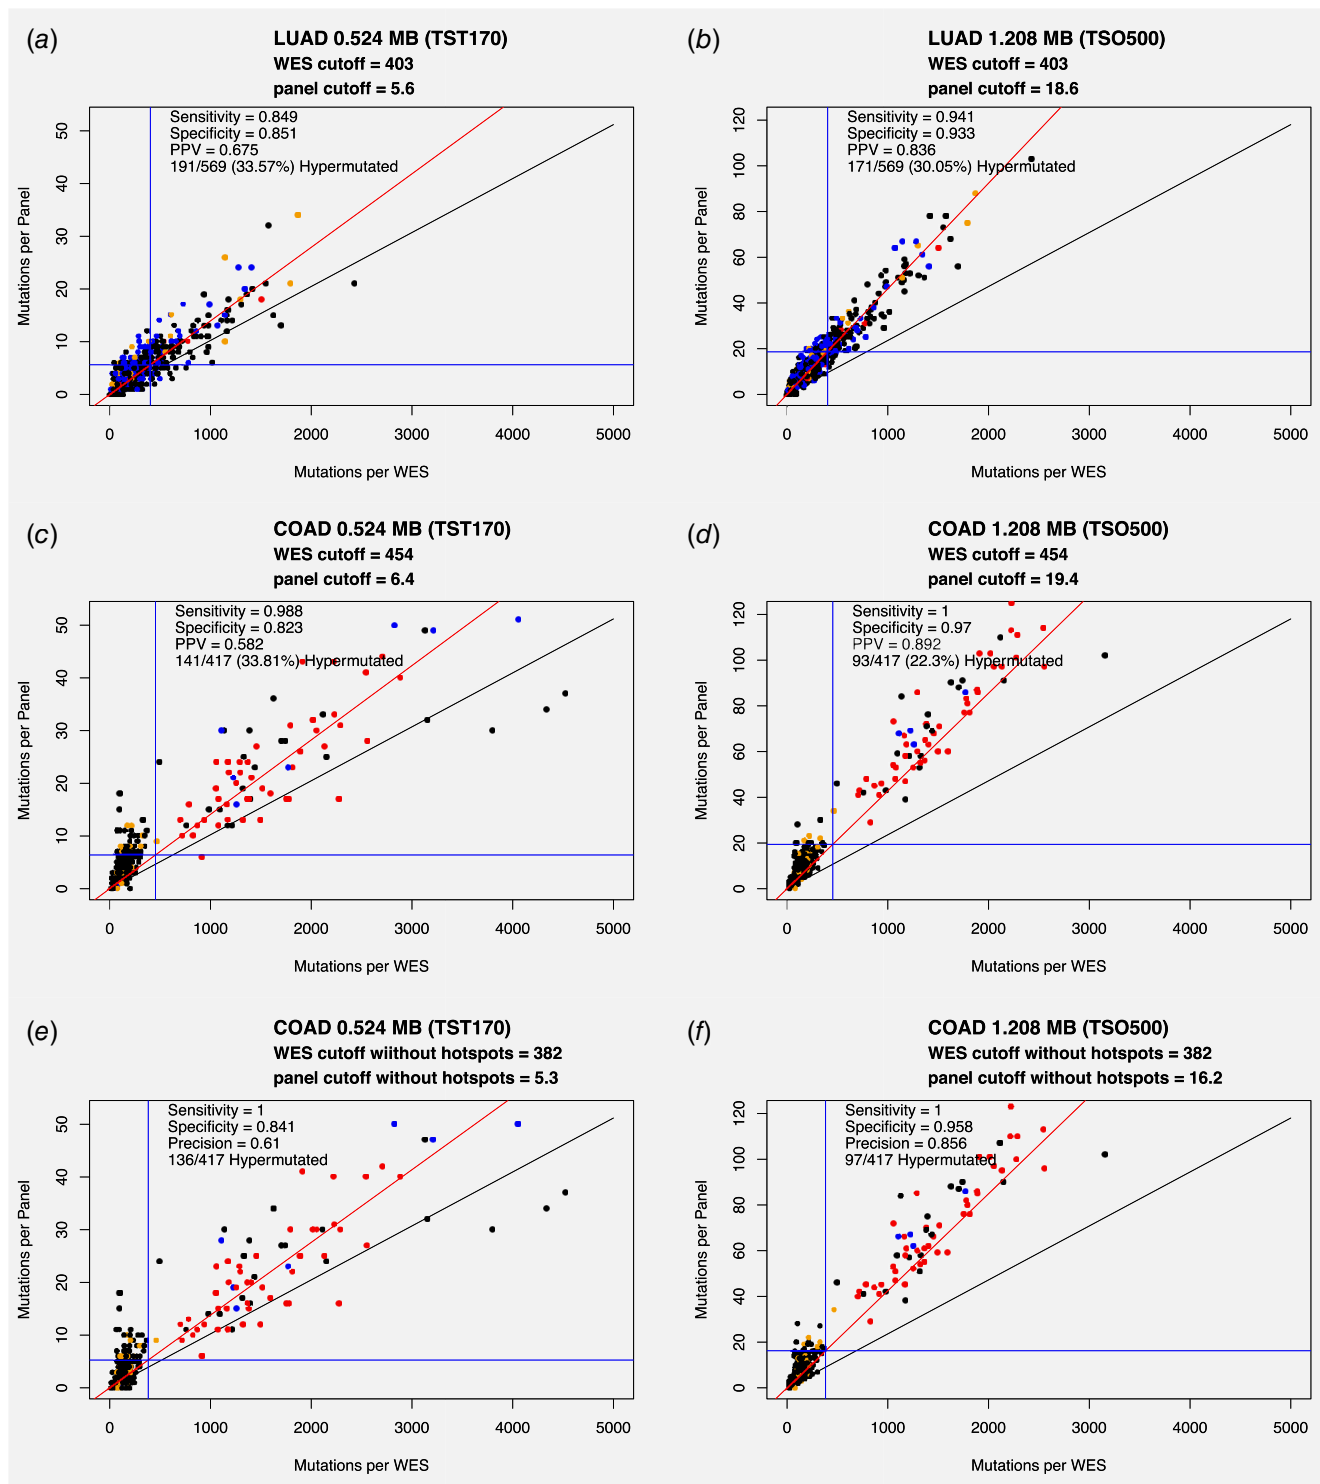 (a)
LUAD 0.524 MB (TST170)
WES cutoff = 403
panel cutoff = 5.6
Sensitivity = 0.849
Specificity = 0.851
PPV = 0.675
191/569 (33.57%) Hypermutated
Mutations per Panel
0 10 20 30 40 50
0 1000 2000 3000 4000 5000
Mutations per WES
(b)
LUAD 1.208 MB (TSO500)
WES cutoff = 403
panel cutoff = 18.6
Sensitivity = 0.941
Specificity = 0.933
PPV = 0.836
171/569 (30.05%) Hypermutated
Mutations per Panel
0 20 40 60 80 100 120
0 1000 2000 3000 4000 5000
Mutations per WES
(c)
COAD 0.524 MB (TST170)
WES cutoff = 454
panel cutoff = 6.4
Sensitivity = 0.988
Specificity = 0.823
PPV = 0.582
141/417 (33.81%) Hypermutated
Mutations per Panel
0 10 20 30 40 50
0 1000 2000 3000 4000 5000
Mutations per WES
(d)
COAD 1.208 MB (TSO500)
WES cutoff = 454
panel cutoff = 19.4
Sensitivity = 1
Specificity = 0.97
PPV = 0.892
93/417 (22.3%) Hypermutated
Mutations per Panel
0 20 40 60 80 100 120
0 1000 2000 3000 4000 5000
Mutations per WES
(e)
COAD 0.524 MB (TST170)
WES cutoff wiithout hotspots = 382
panel cutoff without hotspots = 5.3
Sensitivity = 1
Specificity = 0.841
Precision = 0.61
136/417 Hypermutated
Mutations per Panel
0 10 20 30 40 50
0 1000 2000 3000 4000 5000
Mutations per WES
(f)
COAD 1.208 MB (TSO500)
WES cutoff without hotspots = 382
panel cutoff without hotspots = 16.2
Sensitivity = 1
Specificity = 0.958
Precision = 0.856
97/417 Hypermutated
Mutations per Panel
0 20 40 60 80 100 120
0 1000 2000 3000 4000 5000
Mutations per WES